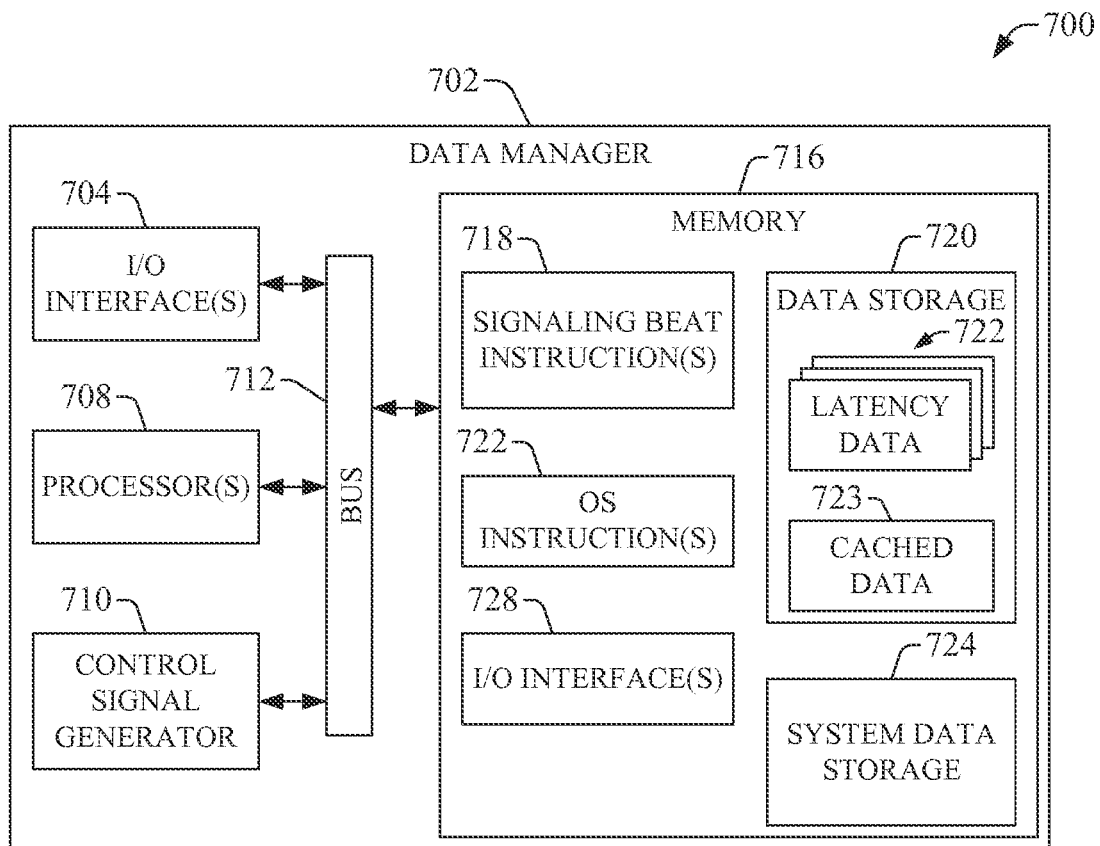 700
702
DATA MANAGER
716
MEMORY
704
I/O
INTERFACE(S)
708
PROCESSOR(S)
710
CONTROL
SIGNAL
GENERATOR
712
BUS
718
SIGNALING BEAT
INSTRUCTION(S)
722
OS
INSTRUCTION(S)
728
I/O INTERFACE(S)
720
DATA STORAGE
722
LATENCY
DATA
723
CACHED
DATA
724
SYSTEM DATA
STORAGE